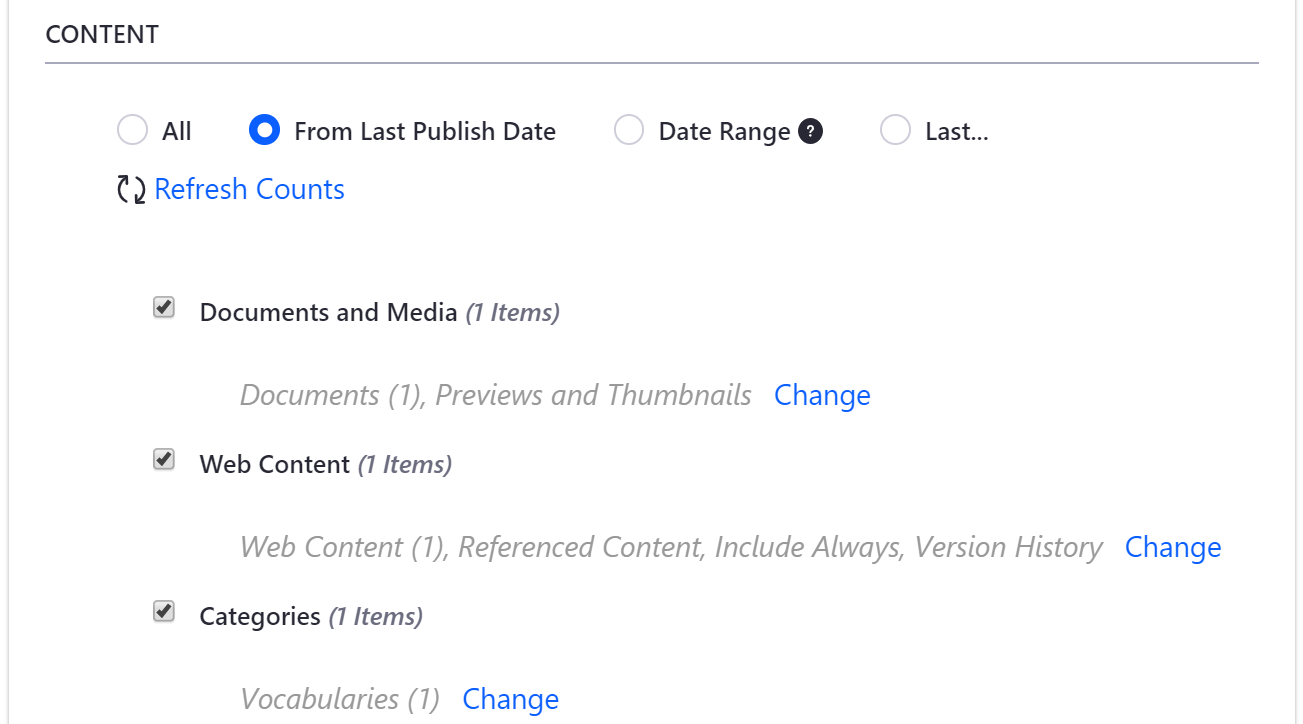 CONTENT
All From Last Publish Date Date Range ? Last...
Refresh Counts
Documents and Media (1 Items)
Documents (1), Previews and Thumbnails Change
Web Content (1 Items)
Web Content (1), Referenced Content, Include Always, Version History Change
Categories (1 Items)
Vocabularies (1) Change